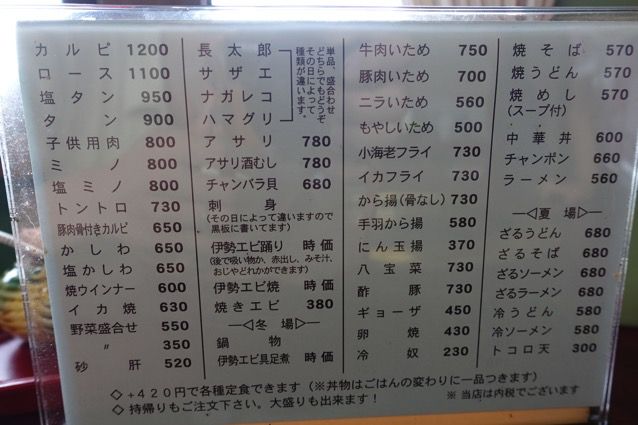 カルビ 1200
ロース 1100
塩タン 950
タン 900
子供用肉 800
ミノ 800
塩ミノ 800
トントロ 730
豚肉骨付きカルビ 650
かしわ 650
塩かしわ 650
焼ウインナー 600
イカ焼 630
野菜盛合せ 550
〃 350
砂肝 520
長太郎
サザエ
ナガレコ
ハマグリ
単品、盛合わせ
どちらでもどうぞ
その日によって
種類が違います。
アサリ 780
アサリ酒むし 780
チャンバラ貝 680
刺身
(その日によって違いますので
黒板に書いてます)
伊勢エビ踊り 時価
(後で吸い物か、赤出し、みそ汁、
おじやどれかができます)
伊勢エビ焼 時価
焼きエビ 380
―◁冬場▷―
鍋物
伊勢エビ具足煮 時価
牛肉いため 750
豚肉いため 700
ニラいため 560
もやしいため 500
小海老フライ 730
イカフライ 730
から揚(骨なし) 730
手羽から揚 580
にん玉揚 370
八宝菜 730
酢豚 730
ギョーザ 450
卵焼 430
冷奴 230
焼そば 570
焼うどん 570
焼めし 570
(スープ付)
中華丼 600
チャンポン 660
ラーメン 560
―◁夏場▷―
ざるうどん 580
ざるそば 580
ざるソーメン 580
ざるラーメン 580
冷うどん 580
冷ソーメン 580
トコロ天 300
◇+420円で各種定食できます(※丼物はごはんの変わりに一品つきます)
◇持帰りもご注文下さい。大盛りも出来ます! ※当店は内税でございます